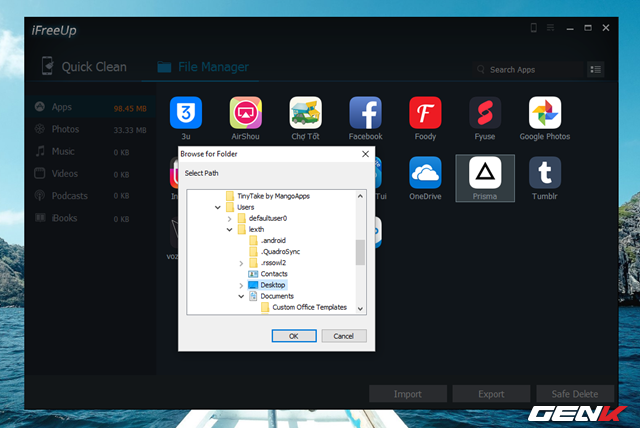 iFreeUp
Quick Clean
File Manager
Search Apps
Apps 98.45 MB
Photos 33.33 MB
Music 0 KB
Videos 0 KB
Podcasts 0 KB
iBooks 0 KB
3u
AirShou
Chợ Tốt
Facebook
Foody
Fyuse
Google Photos
In
Tui
OneDrive
Prisma
Tumblr
voz
Browse for Folder
Select Path
TinyTake by MangoApps
Users
defaultuser0
lexth
.android
.QuadroSync
.rssowl2
Contacts
Desktop
Documents
Custom Office Templates
OK
Cancel
Import
Export
Safe Delete
GENK